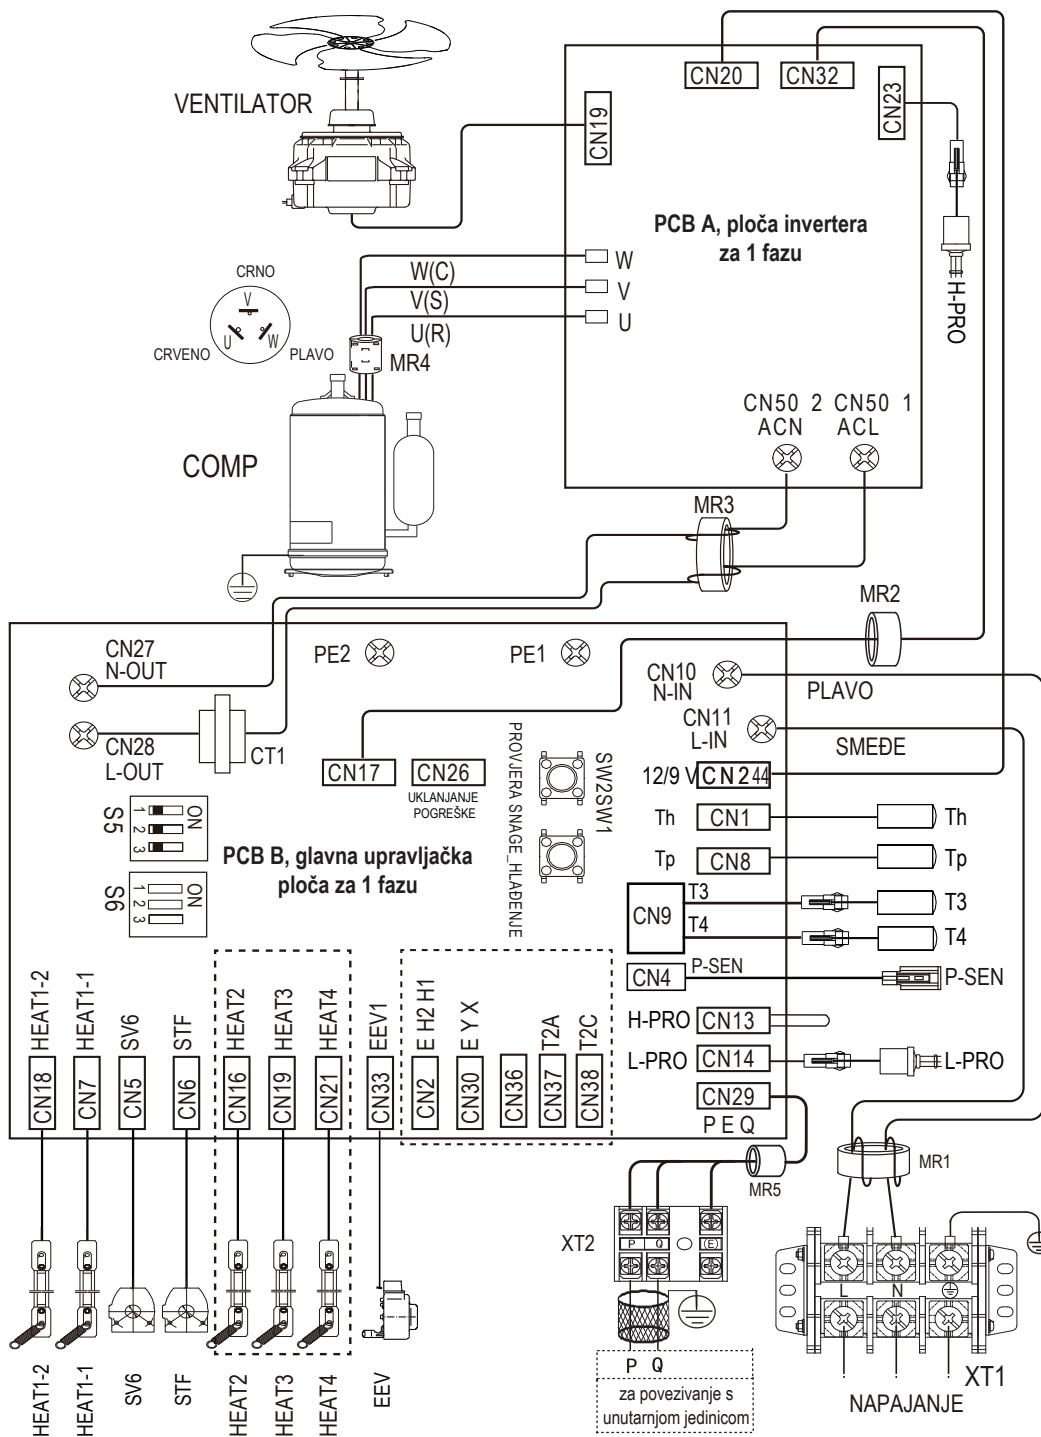 VENTILATOR
CN20
CN32
CN23
CN19
H-PRO
PCB A, ploča invertera
za 1 fazu
W
V
U
W(C)
V(S)
U(R)
MR4
CRNO
V
U
W
CRVENO
PLAVO
COMP
CN50 2
ACN
CN50 1
ACL
MR3
MR2
CN27
N-OUT
PE2
PE1
CN10
N-IN
PLAVO
CN28
L-OUT
CT1
CN11
L-IN
SMEĐE
CN17
CN26
UKLANJANJE
POGREŠKE
PROVJERA SNAGE_HLAĐENJE
SW2SW1
12/9 V
CN244
Th
CN1
Th
Tp
CN8
Tp
S5
ON
1
2
3
S6
ON
1
2
3
PCB B, glavna upravljačka
ploča za 1 fazu
CN9
T3
T4
T3
T4
CN4
P-SEN
P-SEN
H-PRO
CN13
L-PRO
CN14
L-PRO
CN29
P E Q
HEAT1-2
HEAT1-1
SV6
STF
HEAT2
HEAT3
HEAT4
EEV1
E H2 H1
E Y X
T2A
T2C
CN18
CN7
CN5
CN6
CN16
CN19
CN21
CN33
CN2
CN30
CN36
CN37
CN38
MR5
MR1
XT2
P
Q
(E)
L
N
P
Q
za povezivanje s
unutarnjom jedinicom
XT1
NAPAJANJE
HEAT1-2
HEAT1-1
SV6
STF
HEAT2
HEAT3
HEAT4
EEV